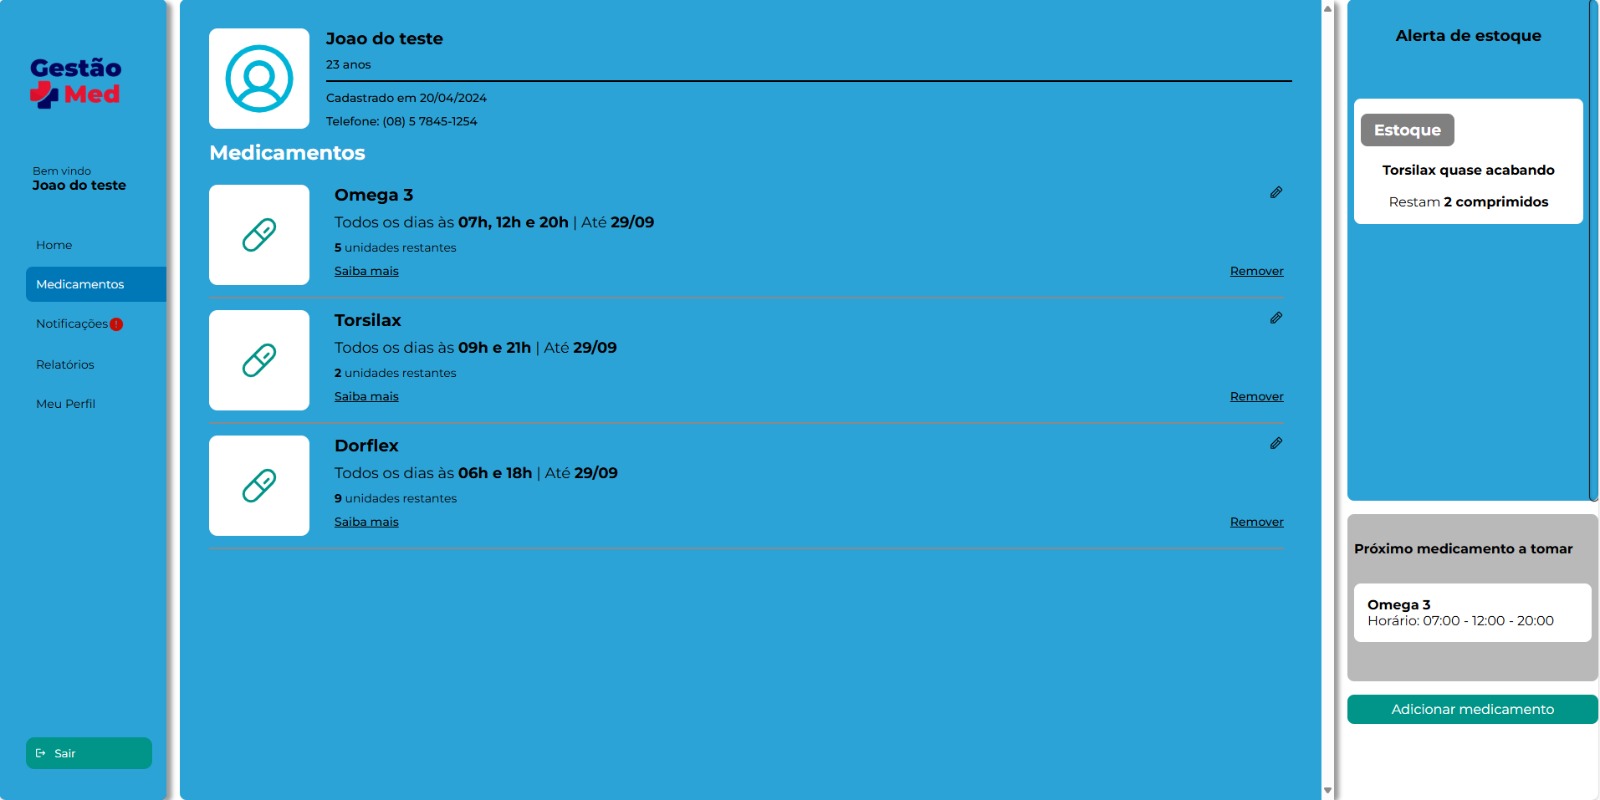 Gestão
Med
Bem vindo
Joao do teste
Home
Medicamentos
Notificações !
Relatórios
Meu Perfil
Sair
Joao do teste
23 anos
Cadastrado em 20/04/2024
Telefone: (08) 5 7845-1254
Medicamentos
Omega 3
Todos os dias às 07h, 12h e 20h | Até 29/09
5 unidades restantes
Saiba mais
Remover
Torsilax
Todos os dias às 09h e 21h | Até 29/09
2 unidades restantes
Saiba mais
Remover
Dorflex
Todos os dias às 06h e 18h | Até 29/09
9 unidades restantes
Saiba mais
Remover
Alerta de estoque
Estoque
Torsilax quase acabando
Restam 2 comprimidos
Próximo medicamento a tomar
Omega 3
Horário: 07:00 - 12:00 - 20:00
Adicionar medicamento